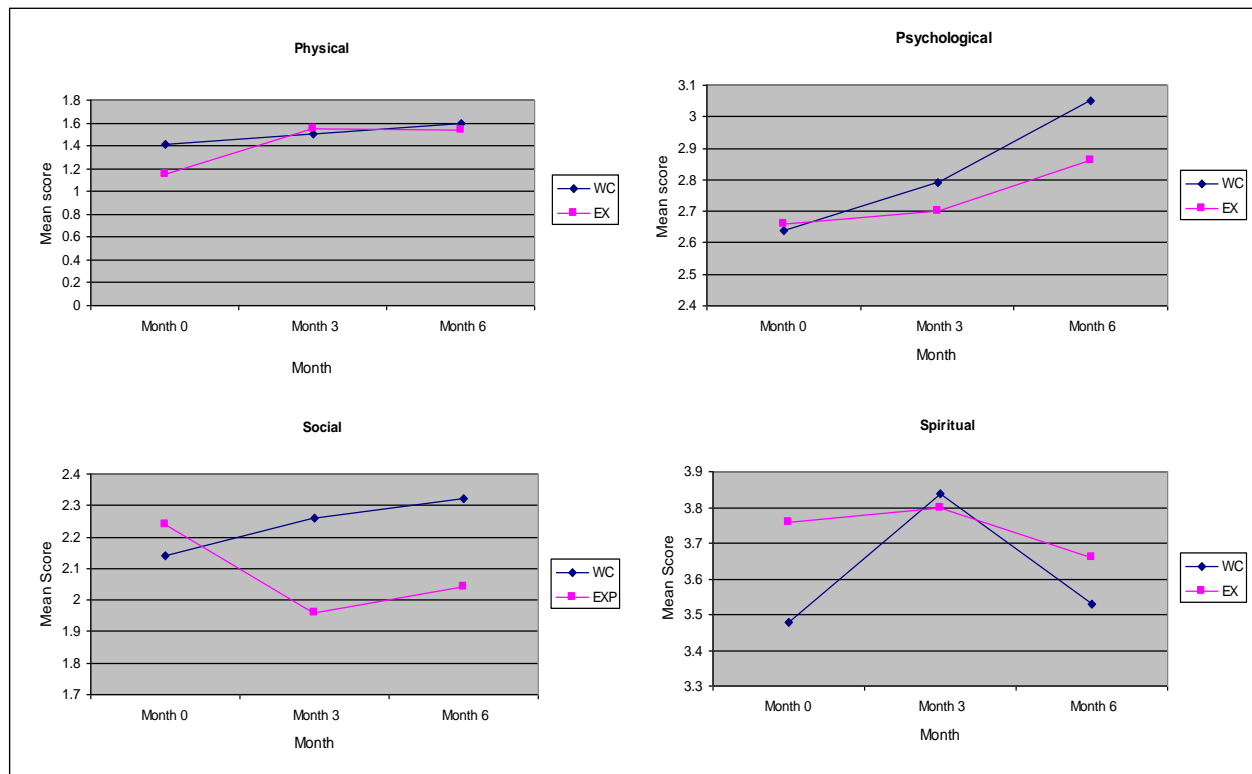 Physical
1.8
1.6
1.4
1.2
1
0.8
0.6
0.4
0.2
0
Mean score
Month 0 Month 3 Month 6
Month
WC
EX
Psychological
3.1
3
2.9
2.8
2.7
2.6
2.5
2.4
Mean score
Month 0 Month 3 Month 6
Month
WC
EX
Social
2.4
2.3
2.2
2.1
2
1.9
1.8
1.7
Mean Score
Month 0 Month 3 Month 6
Month
WC
EXP
Spiritual
3.9
3.8
3.7
3.6
3.5
3.4
3.3
Mean Score
Month 0 Month 3 Month 6
Month
WC
EX